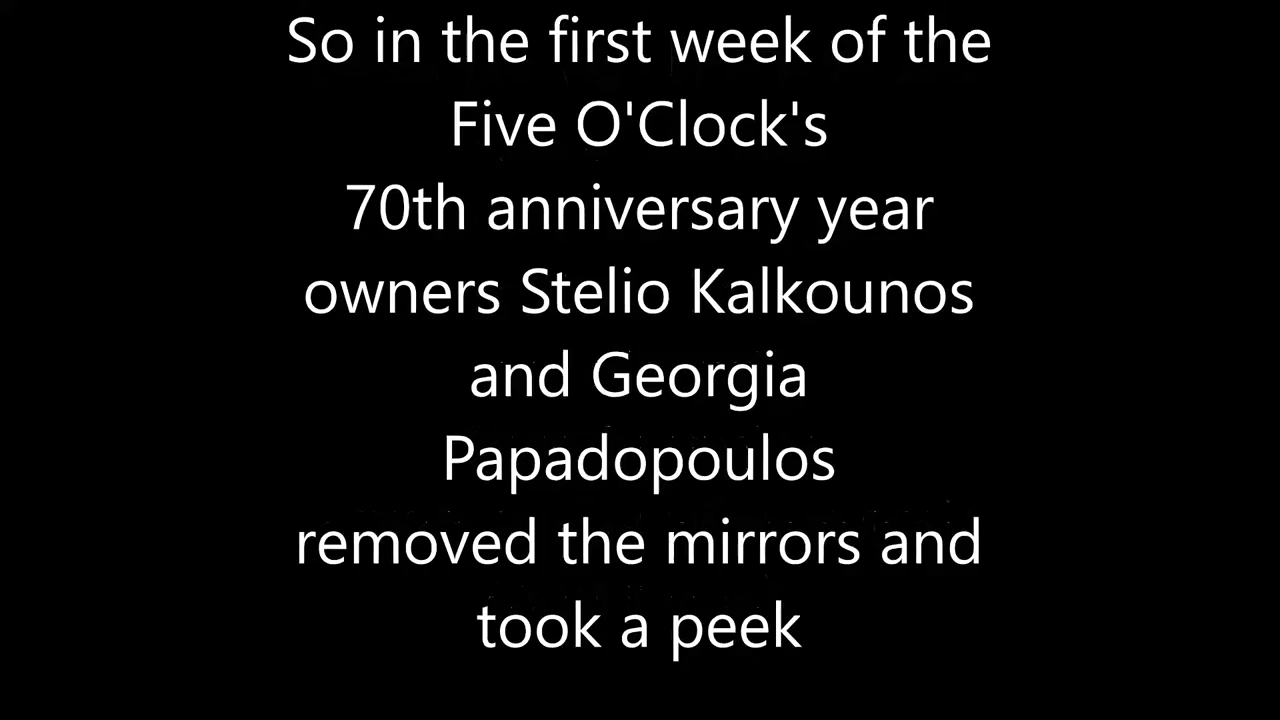 So in the first week of the
Five O'Clock's
70th anniversary year
owners Stelio Kalkounos
and Georgia
Papadopoulos
removed the mirrors and
took a peek